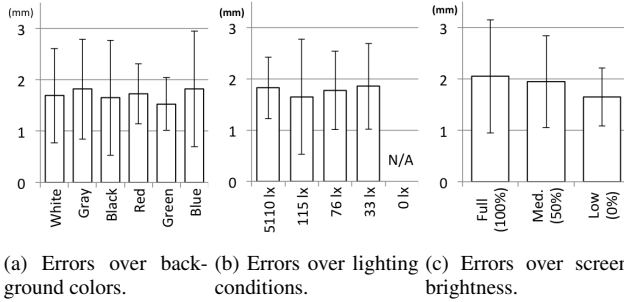 (mm)
3
2
1
0
White
Gray
Black
Red
Green
Blue
(mm)
3
2
1
0
N/A
5110 lx
115 lx
76 lx
33 lx
0 lx
(mm)
3
2
1
0
Full
(100%)
Med.
(50%)
Low
(0%)
(a) Errors over back-
ground colors.
(b) Errors over lighting
conditions.
(c) Errors over screen
brightness.